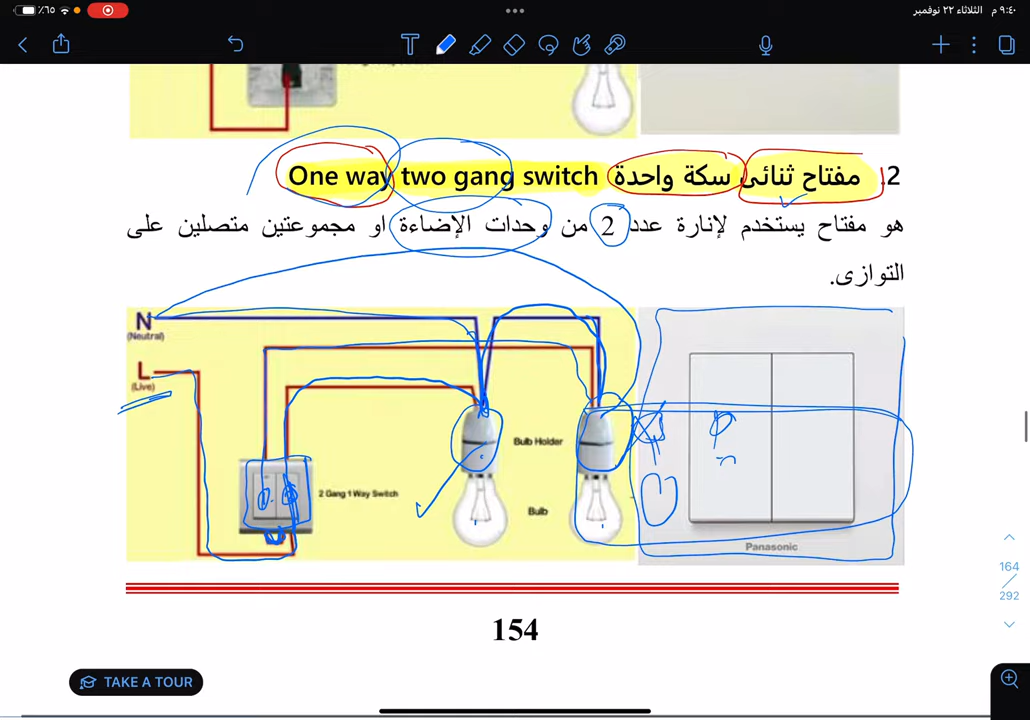 ٩:٤٠ م الثلاثاء ٢٢ نوفمبر
٪٦٥
2. مفتاح ثنائى سكة واحدة One way two gang switch
هو مفتاح يستخدم لإنارة عدد 2 من وحدات الإضاءة او مجموعتين متصلين على
التوازى.
N
(Neutral)
L
(Live)
2 Gang 1 Way Switch
Bulb Holder
Bulb
Panasonic
164
292
154
TAKE A TOUR